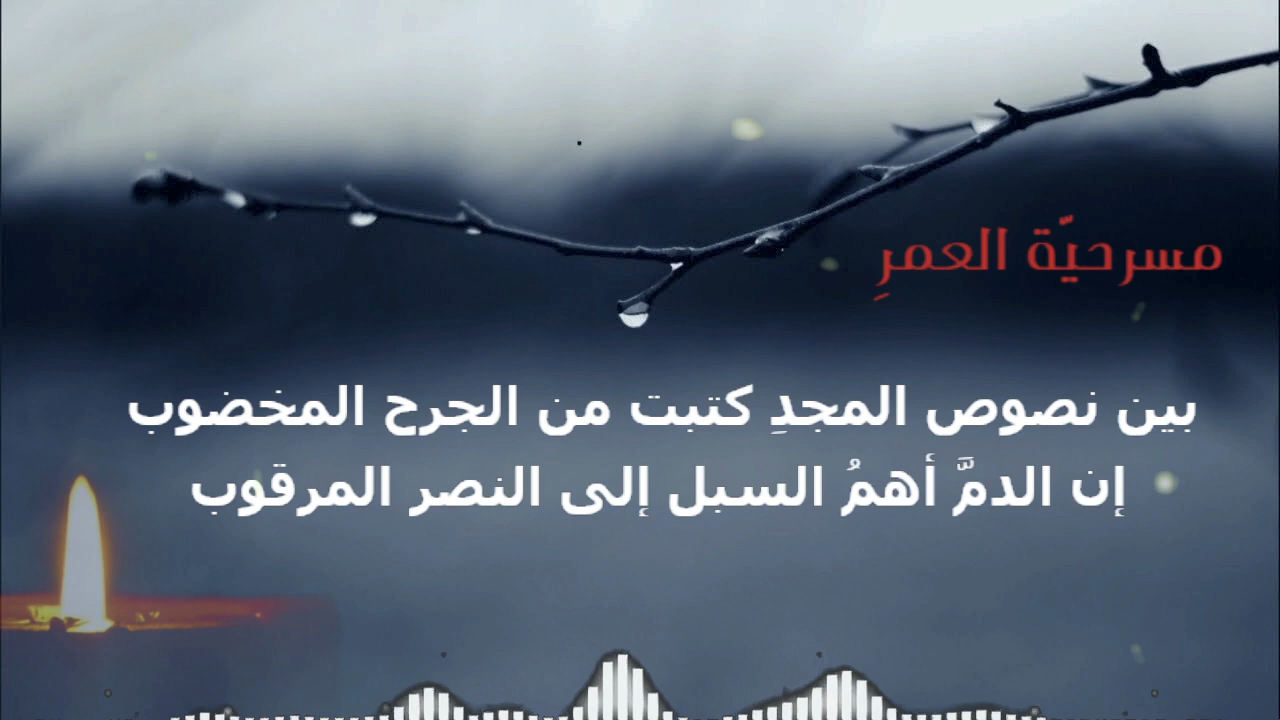 مسرحيّة العمرِ
بين نصوص المجدِ كتبت من الجرح المخضوب
إن الدمَّ أهمُ السبل إلى النصر المرقوب